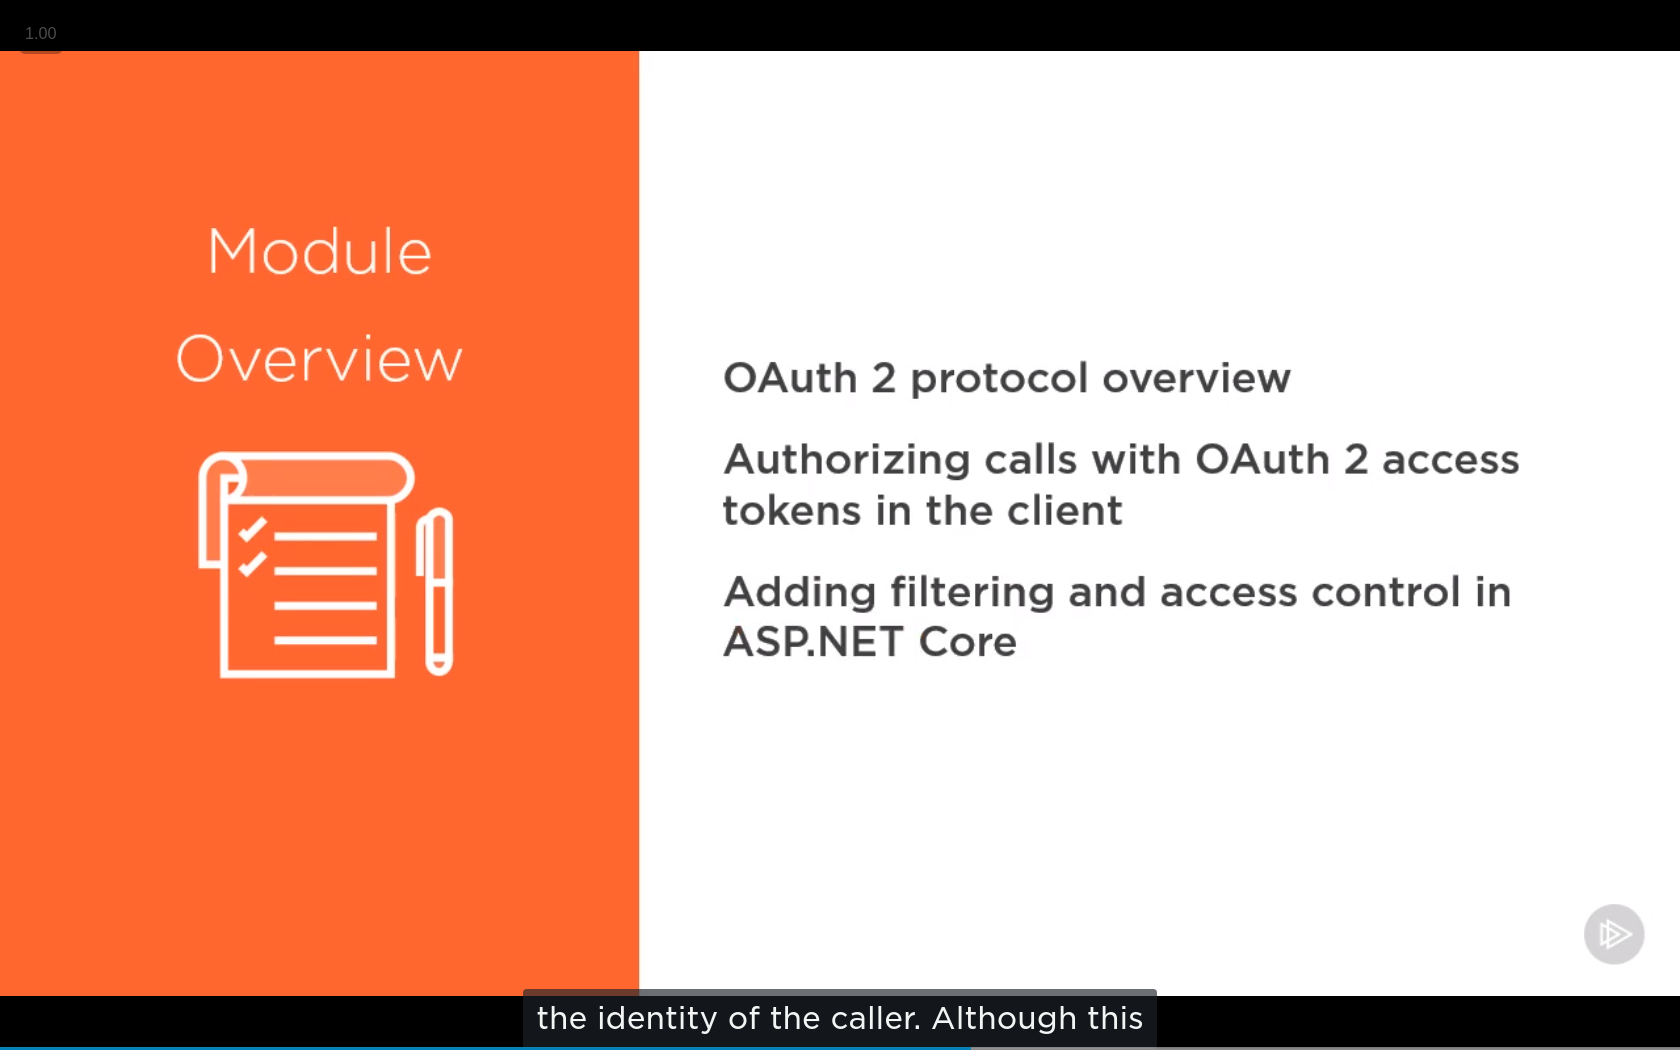 1.00
Module
Overview
OAuth 2 protocol overview
Authorizing calls with OAuth 2 access
tokens in the client
Adding filtering and access control in
ASP.NET Core
the identity of the caller. Although this